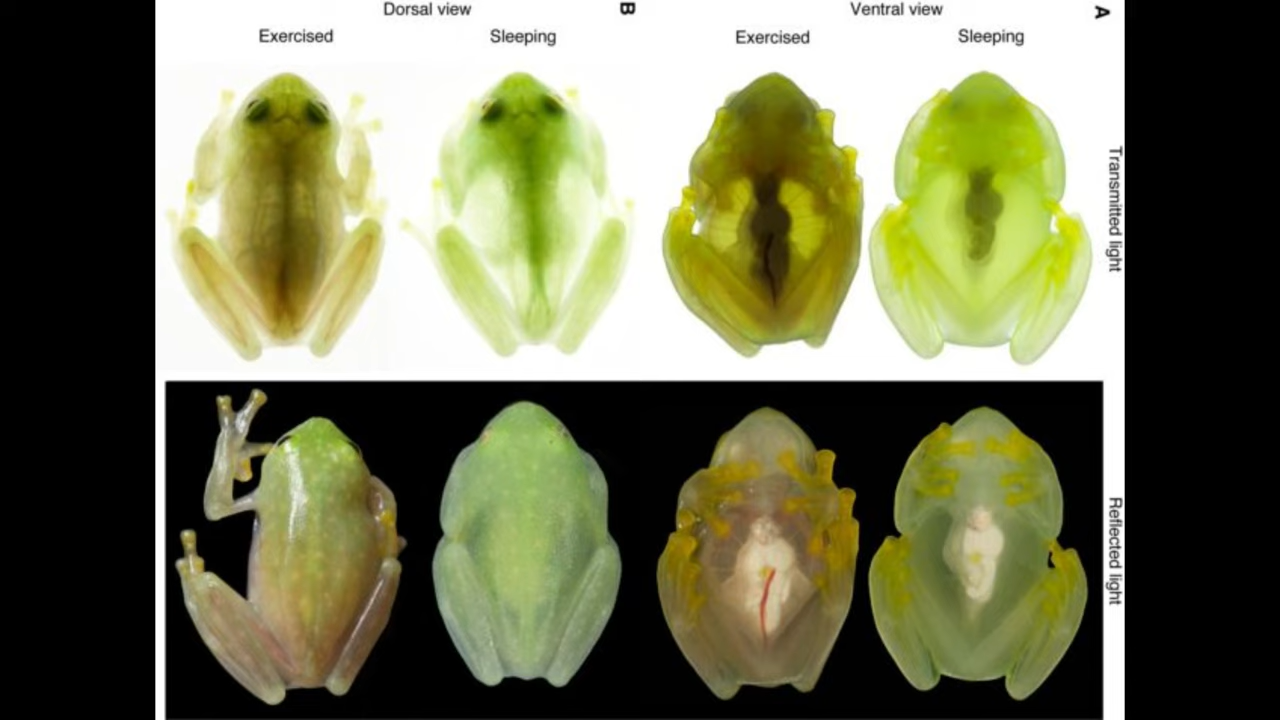 Dorsal view
B
Ventral view
A
Exercised
Sleeping
Exercised
Sleeping
Transmitted light
Reflected light